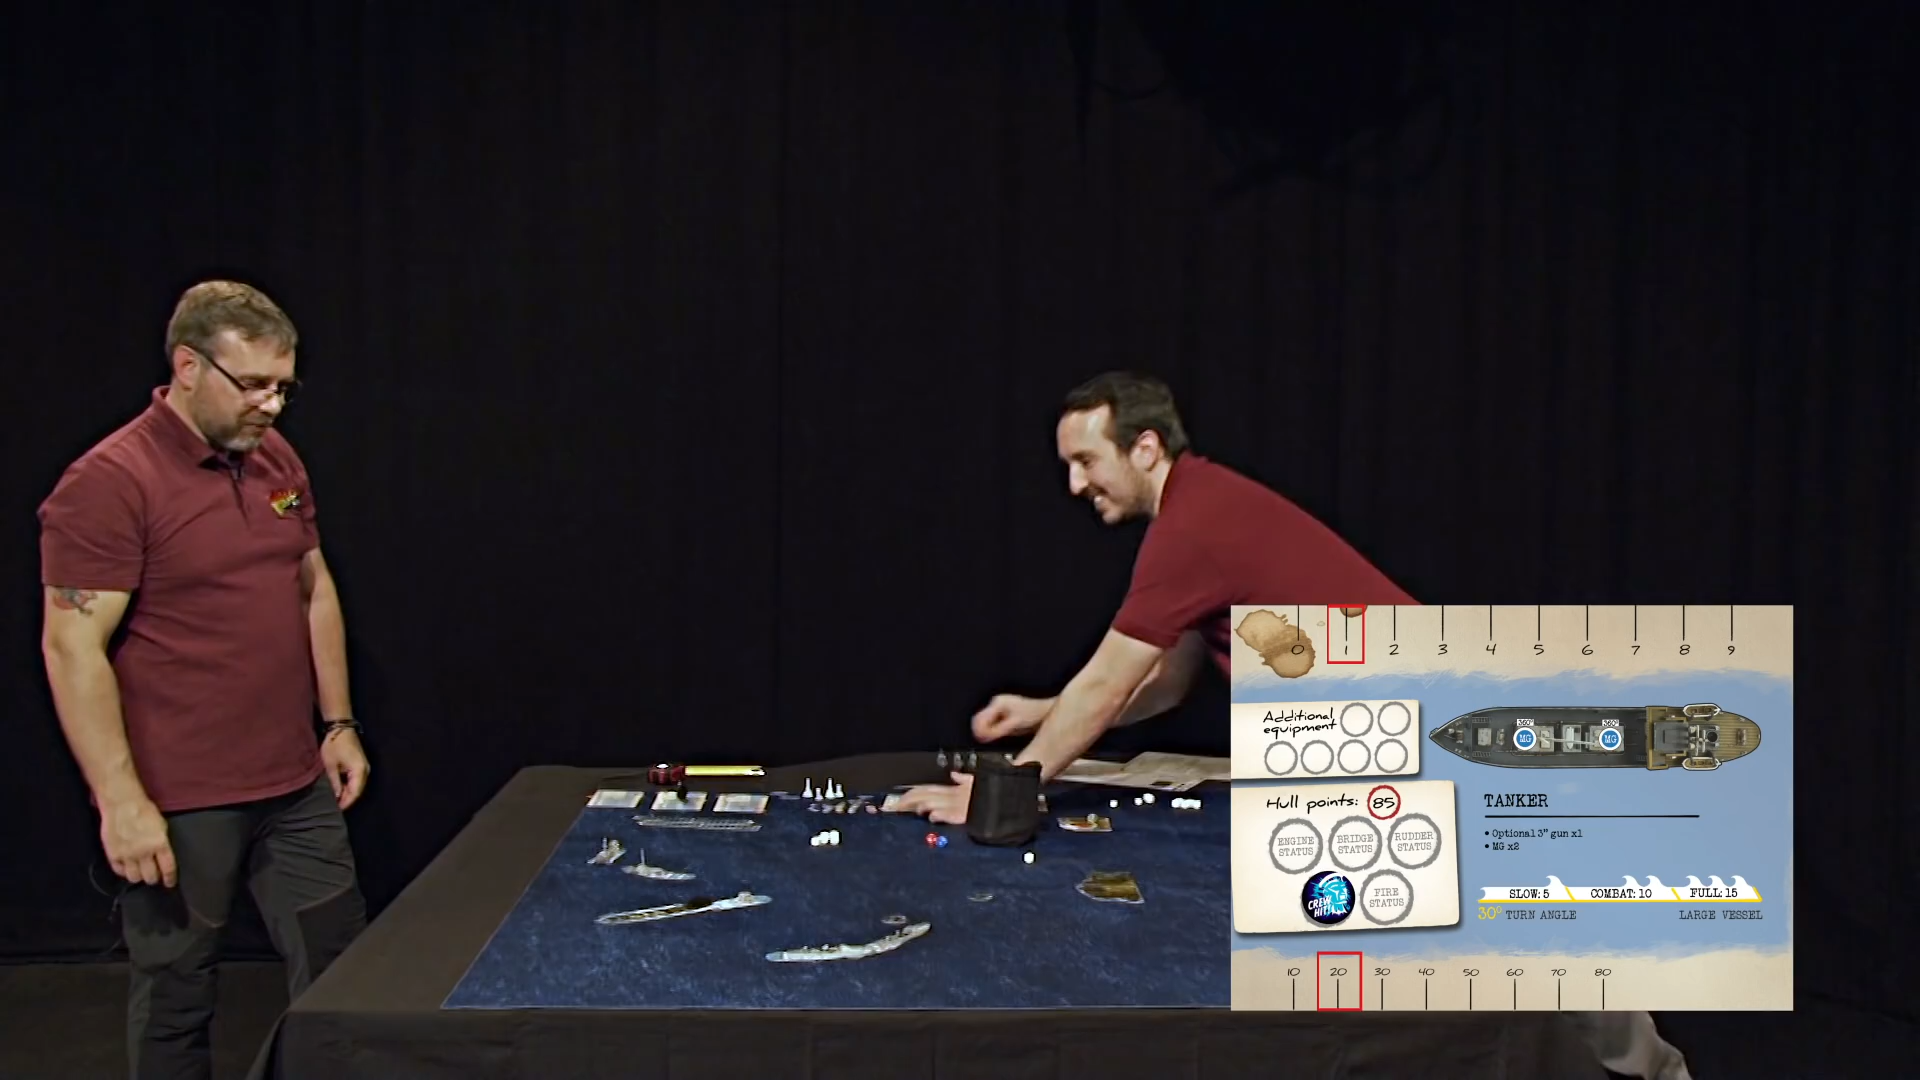 0 1 2 3 4 5 6 7 8 9
Additional
equipment
360°
360°
MG
MG
Hull points: 85
ENGINE
STATUS
BRIDGE
STATUS
RUDDER
STATUS
CREW
HIT!
FIRE
STATUS
TANKER
• Optional 3" gun x1
• MG x2
SLOW: 5 COMBAT: 10 FULL: 15
30° TURN ANGLE LARGE VESSEL
10 20 30 40 50 60 70 80